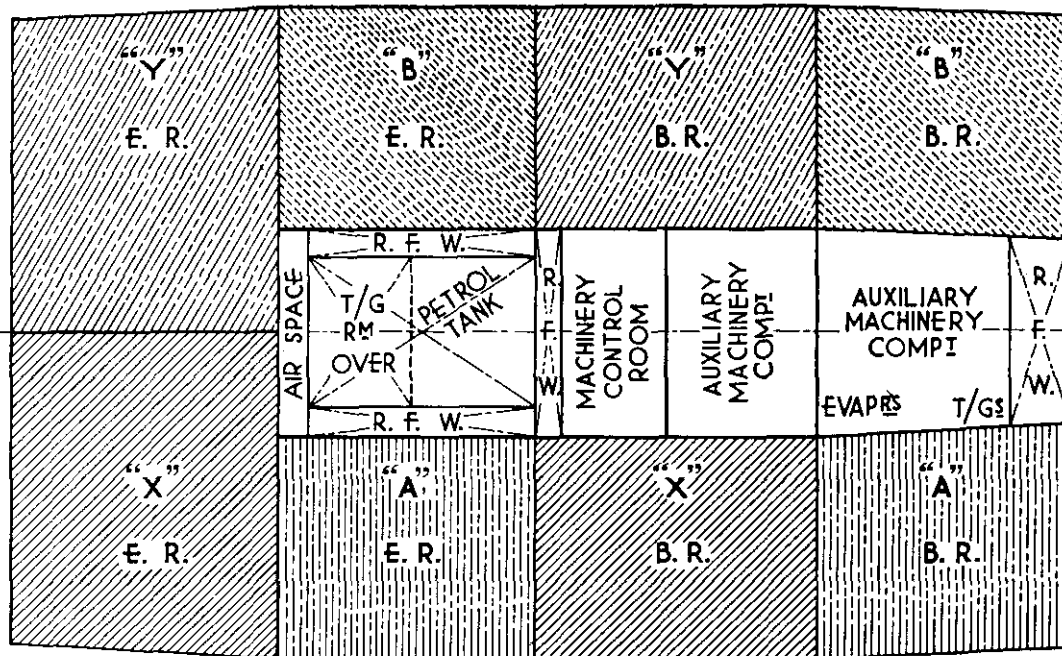 “Y”
E. R.
“B”
E. R.
“Y”
B. R.
“B”
B. R.
AIR SPACE
R. F. W.
T/G
RM
OVER
PETROL
TANK
R. F. W.
R.
F.
W.
MACHINERY
CONTROL
ROOM
AUXILIARY
MACHINERY
COMPT
AUXILIARY
MACHINERY
COMPT
EVAPRS
T/GS
R.
F.
W.
“X”
E. R.
“A”
E. R.
“X”
B. R.
“A”
B. R.